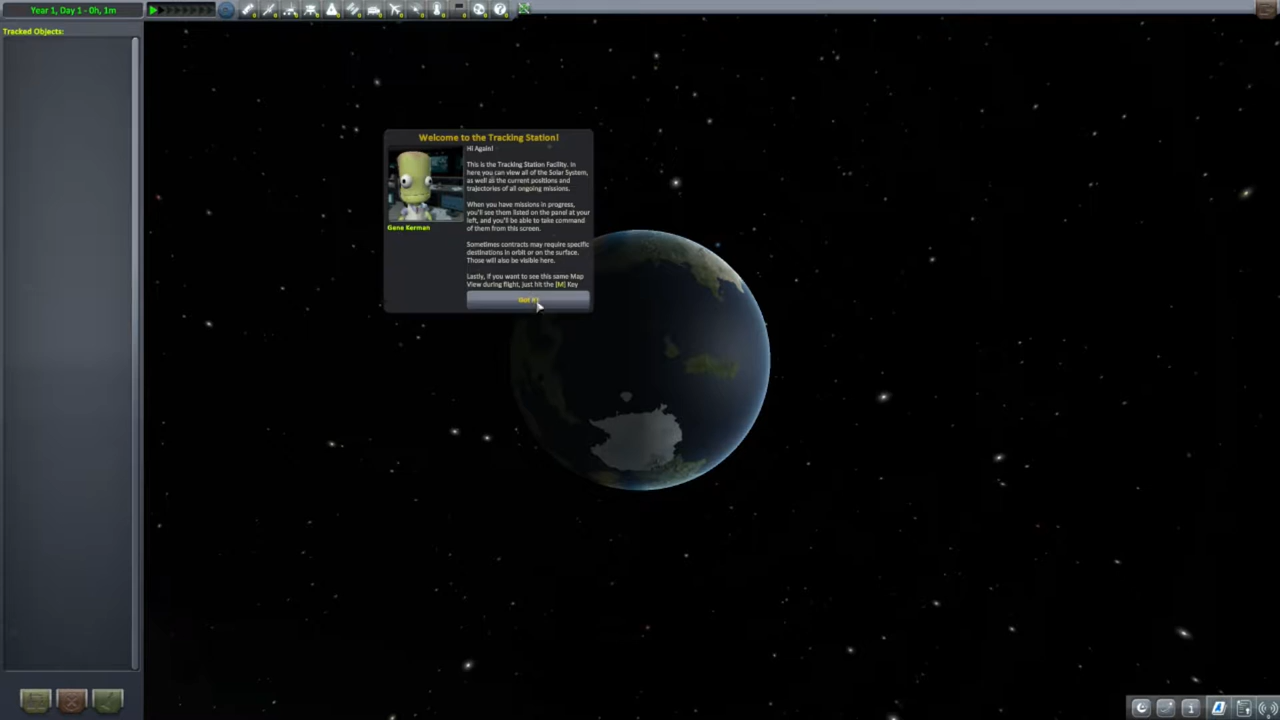 Year 1, Day 1 - 0h, 1m
Tracked Objects:
Welcome to the Tracking Station!
Hi Again!
This is the Tracking Station Facility. In
here you can view all of the Solar System,
as well as the current positions and
trajectories of all ongoing missions.
When you have missions in progress,
you'll see them listed on the panel at your
left, and you'll be able to take command
of them from this screen.
Sometimes contracts may require specific
destinations in orbit or on the surface.
Those will also be visible here.
Lastly, if you want to see this same Map
View during flight, just hit the [M] Key
Gene Kerman
Got it!